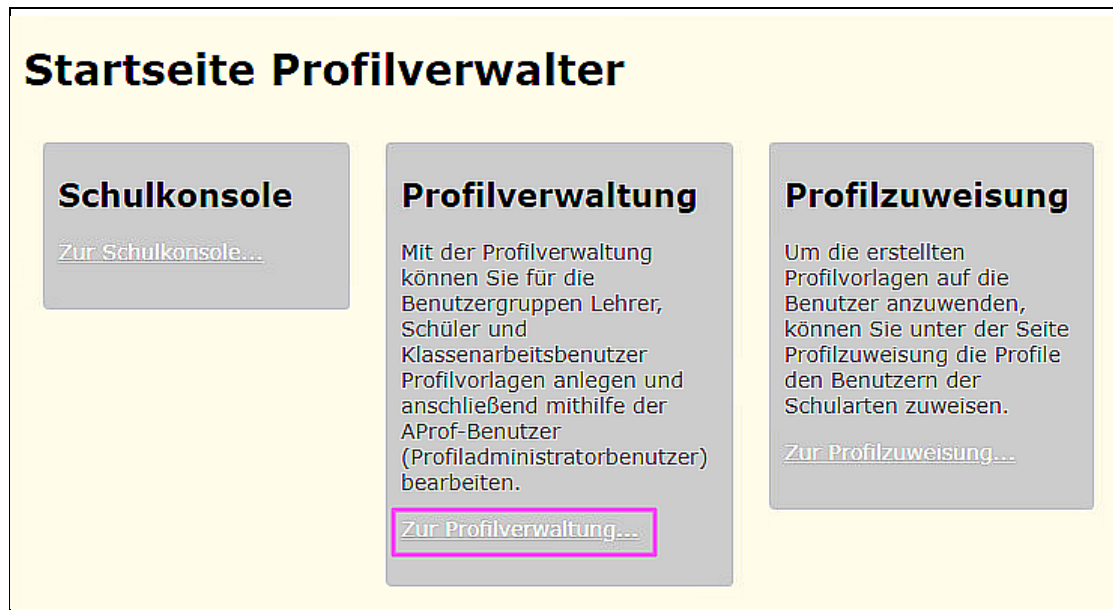 Startseite Profilverwalter
Schulkonsole
Zur Schulkonsole...
Profilverwaltung
Mit der Profilverwaltung
können Sie für die
Benutzergruppen Lehrer,
Schüler und
Klassenarbeitsbenutzer
Profilvorlagen anlegen und
anschließend mithilfe der
AProf-Benutzer
(Profiladministratorbenutzer)
bearbeiten.
Zur Profilverwaltung...
Profilzuweisung
Um die erstellten
Profilvorlagen auf die
Benutzer anzuwenden,
können Sie unter der Seite
Profilzuweisung die Profile
den Benutzern der
Schularten zuweisen.
Zur Profilzuweisung...